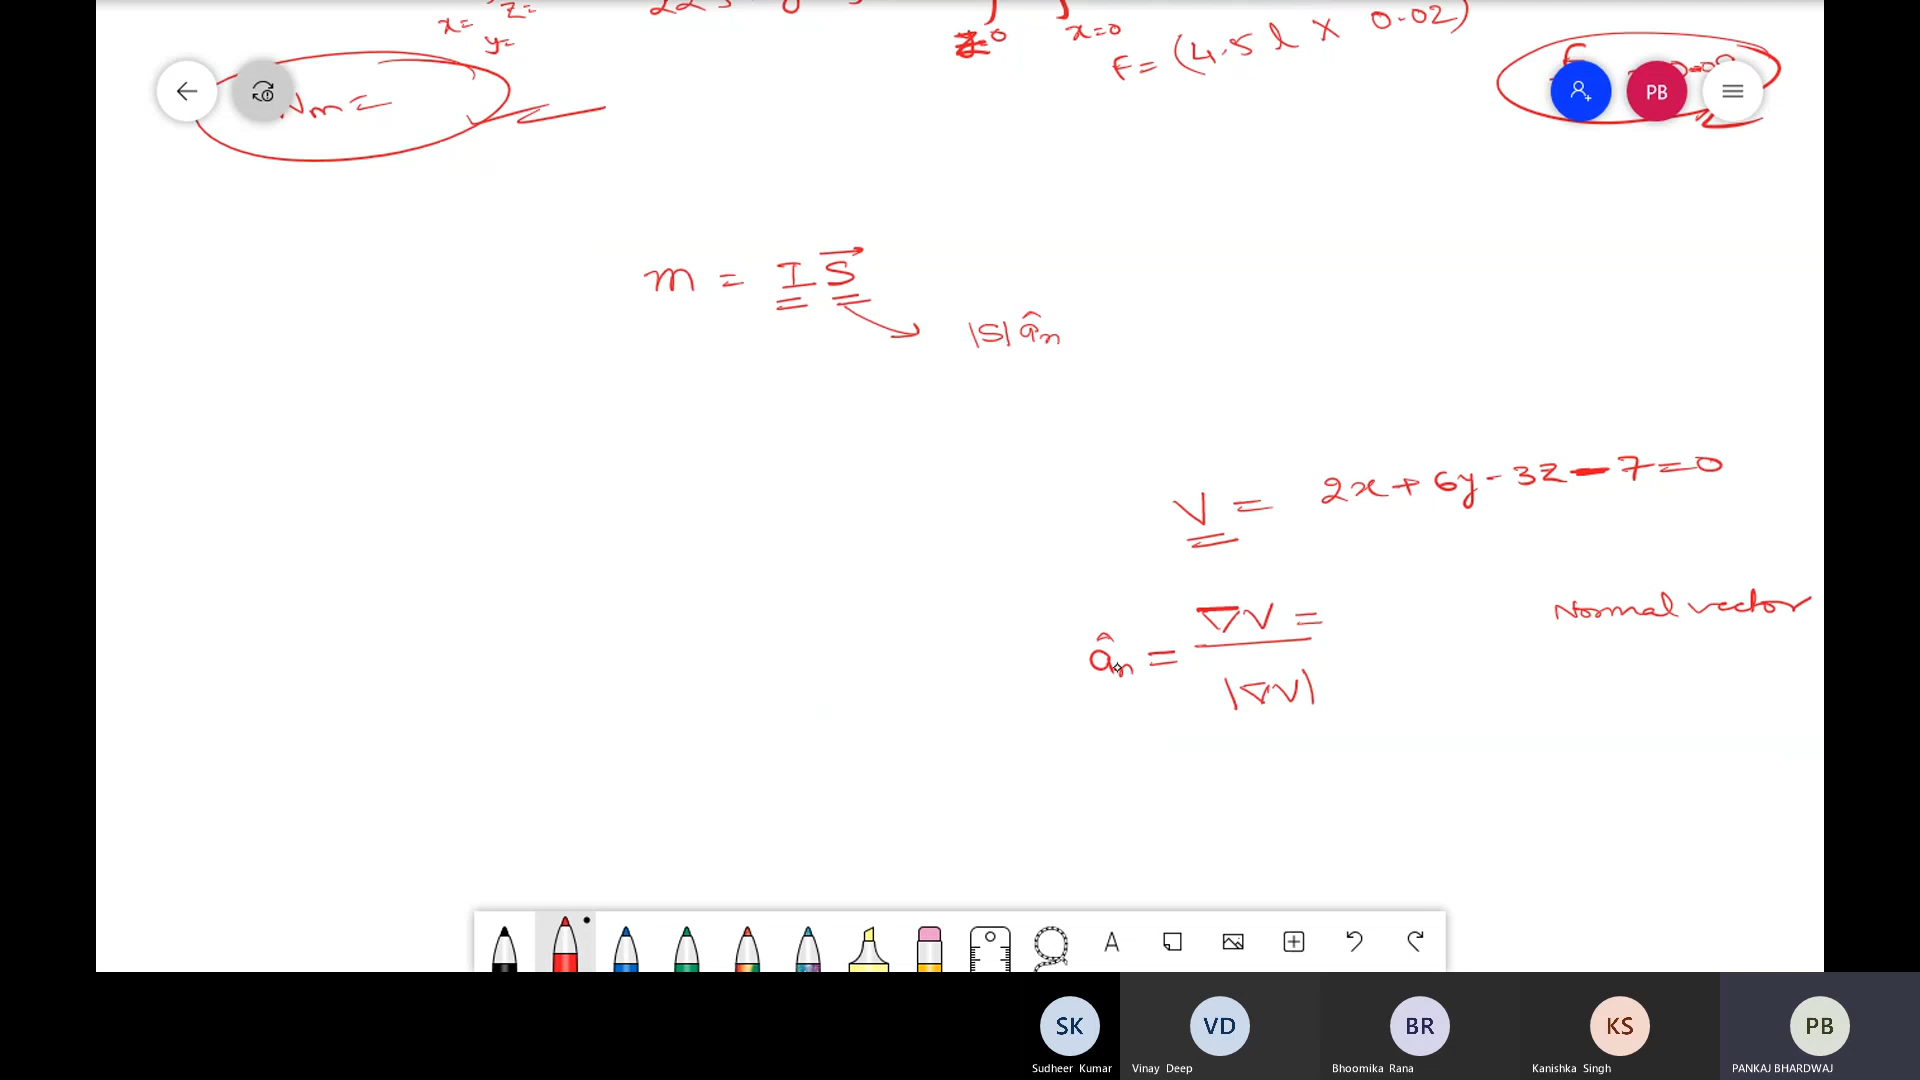 x= z=
y=
x=0
F= (4.5 l X 0.02)
m =
PB
m = I S
|S| ân
V = 2x + 6y - 3z - 7 = 0
Normal vector
ân = ∇V =
|∇V|
A
SK VD BR KS PB
Sudheer Kumar Vinay Deep Bhoomika Rana Kanishka Singh PANKAJ BHARDWAJ